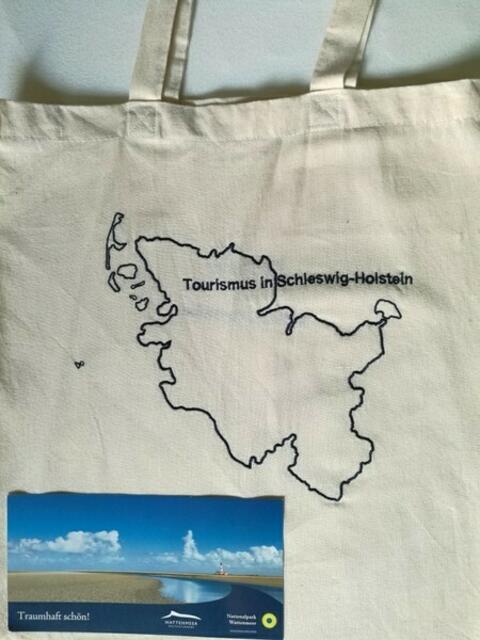 Tourismus in Schleswig-Holstein
Traumhaft schön!
WATTENMEER
Nationalpark
Wattenmeer